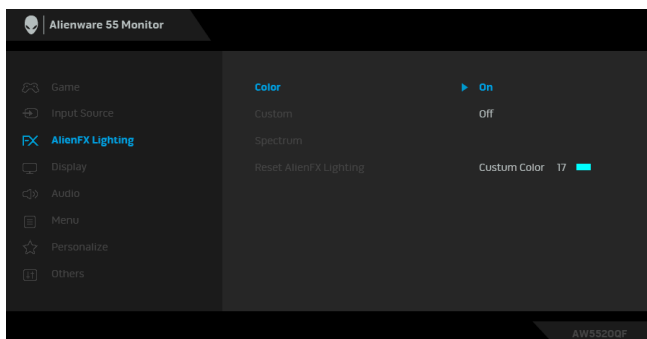 Alienware 55 Monitor
Game
Color
On
Input Source
Custom
Off
FX AlienFX Lighting
Spectrum
Display
Reset AlienFX Lighting
Custum Color 17
Audio
Menu
Personalize
Others
AW5520QF